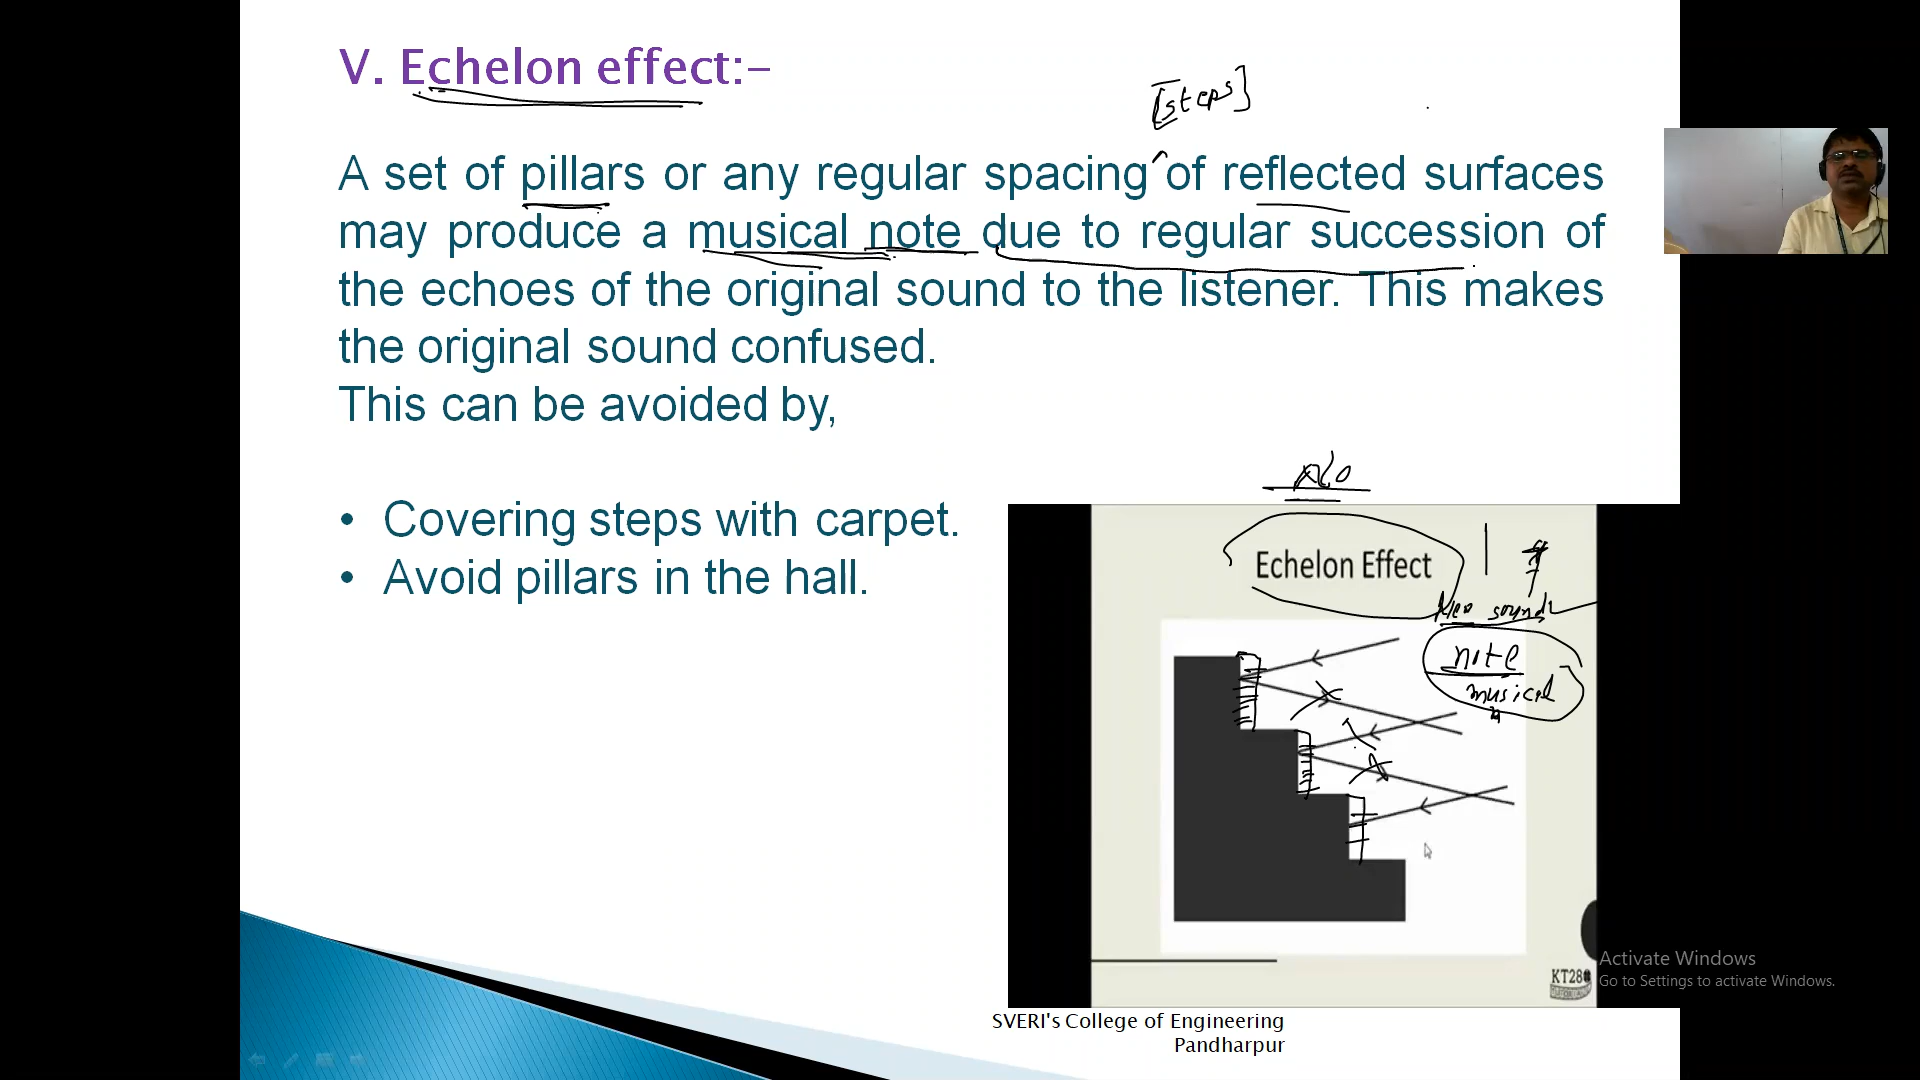 V. Echelon effect:-
[steps]
A set of pillars or any regular spacing ^ of reflected surfaces
may produce a musical note due to regular succession of
the echoes of the original sound to the listener. This makes
the original sound confused.
This can be avoided by,
• Covering steps with carpet.
• Avoid pillars in the hall.
Echelon Effect
sound
note
musical
KT280
Activate Windows
Go to Settings to activate Windows.
SVERI's College of Engineering
Pandharpur